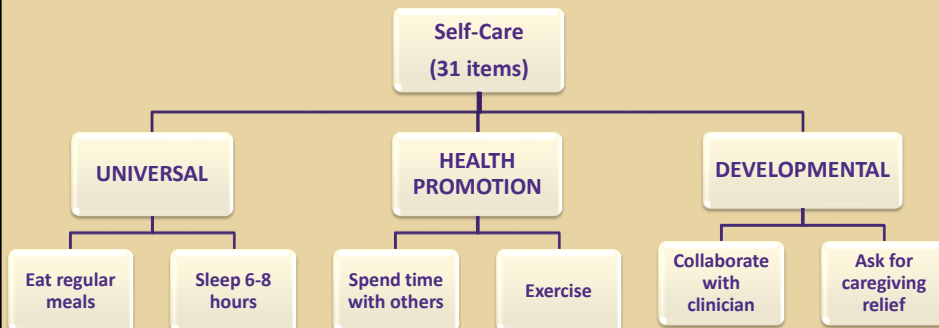 Self-Care
(31 items)
UNIVERSAL
HEALTH
PROMOTION
DEVELOPMENTAL
Eat regular
meals
Sleep 6-8
hours
Spend time
with others
Exercise
Collaborate
with
clinician
Ask for
caregiving
relief